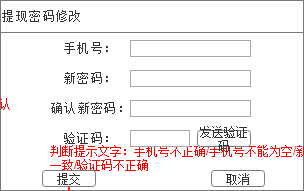 提现密码修改
手机号:
新密码:
认
确认新密码:
验证码:
发送验证
码
判断提示文字：手机号不正确/手机号不能为空/新
一致/验证码不正确
提交
取消